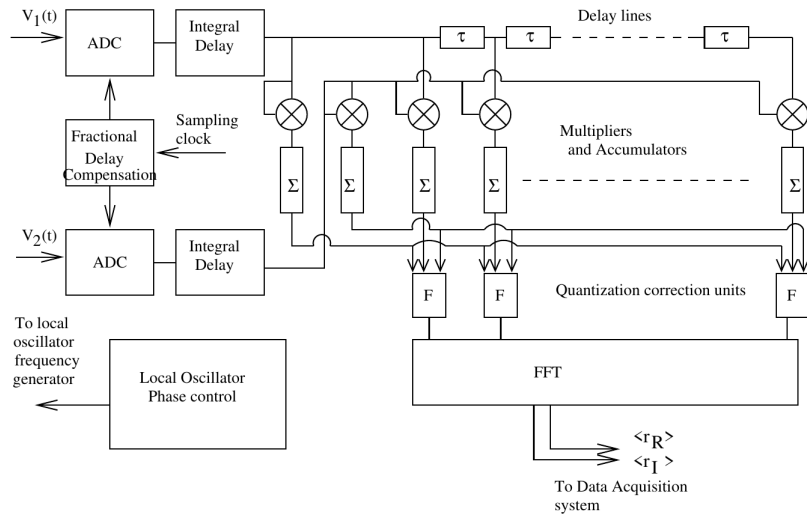 V1(t)
ADC
Integral
Delay
τ
τ
Delay lines
τ
Fractional
Delay
Compensation
Sampling
clock
Multipliers
and Accumulators
Σ
Σ
Σ
Σ
Σ
V2(t)
ADC
Integral
Delay
F
F
Quantization correction units
F
To local
oscillator
frequency
generator
Local Oscillator
Phase control
FFT
<rR>
<rI >
To Data Acquisition
system